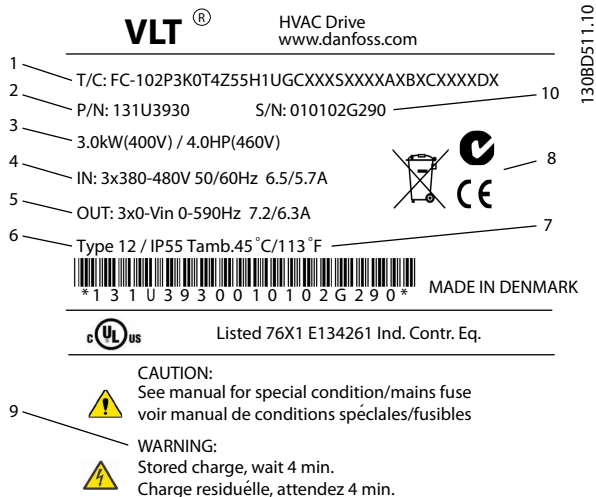 VLT ® HVAC Drive
www.danfoss.com
130BD511.10
1 T/C: FC-102P3K0T4Z55H1UGCXXXSXXXXAXBXCXXXXDX
2 P/N: 131U3930 S/N: 010102G290 10
3 3.0kW(400V) / 4.0HP(460V)
4 IN: 3x380-480V 50/60Hz 6.5/5.7A
8
CE
5 OUT: 3x0-Vin 0-590Hz 7.2/6.3A
6 Type 12 / IP55 Tamb.45˚C/113˚F 7
*131U3930010102G290* MADE IN DENMARK
c UL us Listed 76X1 E134261 Ind. Contr. Eq.
CAUTION:
See manual for special condition/mains fuse
voir manual de conditions spéclales/fusibles
9 WARNING:
Stored charge, wait 4 min.
Charge residuélle, attendez 4 min.